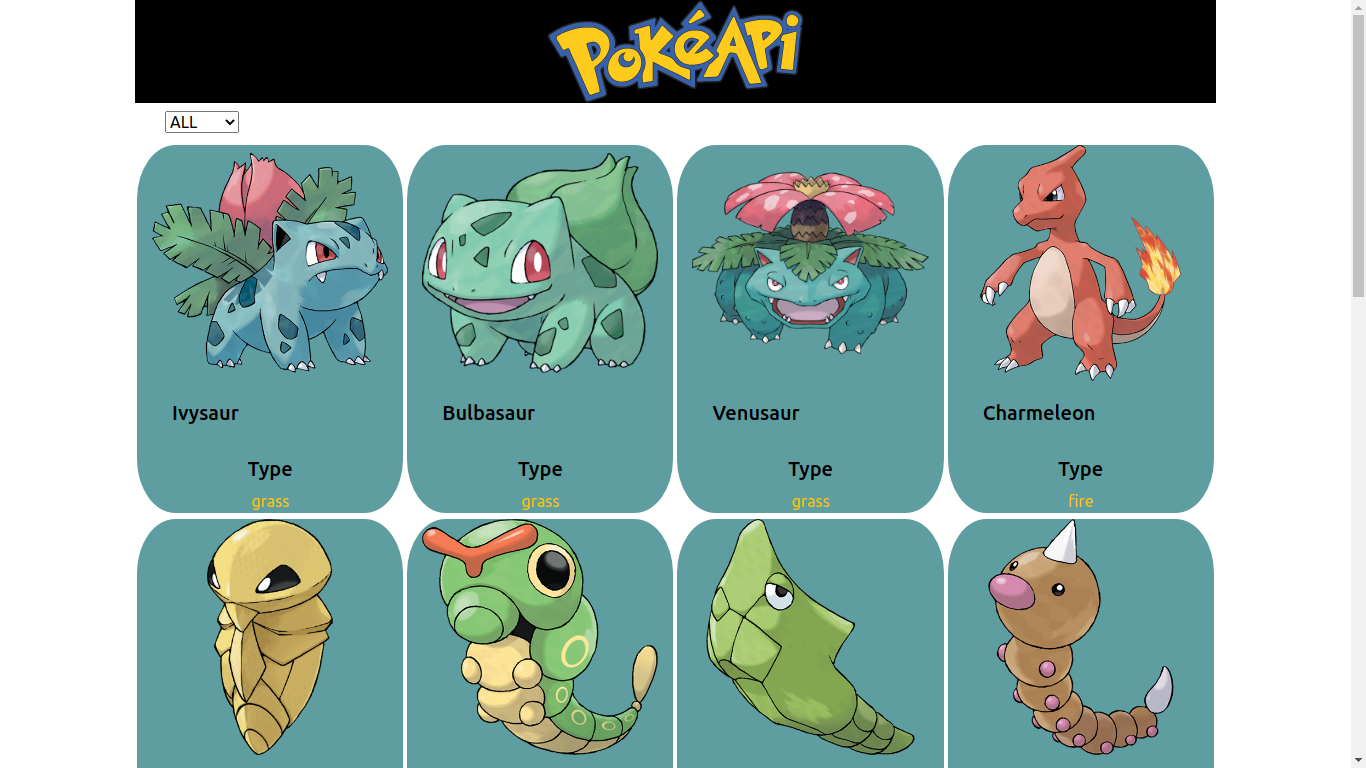 PokéAPi
ALL
Ivysaur
Bulbasaur
Venusaur
Charmeleon
Type
Type
Type
Type
grass
grass
grass
fire